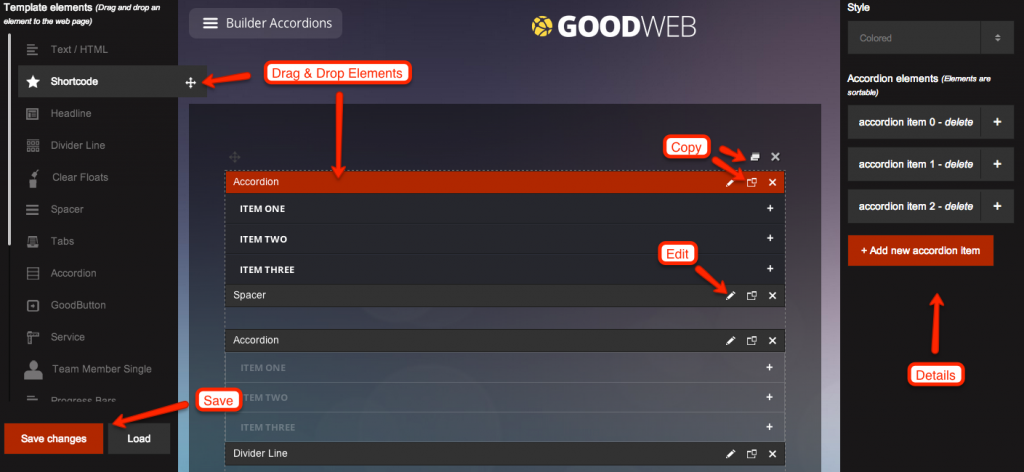 Template elements (Drag and drop an
element to the web page)
Text / HTML
Shortcode
Headline
Divider Line
Clear Floats
Spacer
Tabs
Accordion
GoodButton
Service
Team Member Single
Progress Bars
Save changes
Load
Save
Builder Accordions
GOODWEB
Drag & Drop Elements
Copy
Accordion
ITEM ONE
ITEM TWO
ITEM THREE
Edit
Spacer
Accordion
ITEM ONE
ITEM TWO
ITEM THREE
Divider Line
Style
Colored
Accordion elements (Elements are
sortable)
accordion item 0 - delete
accordion item 1 - delete
accordion item 2 - delete
+ Add new accordion item
Details